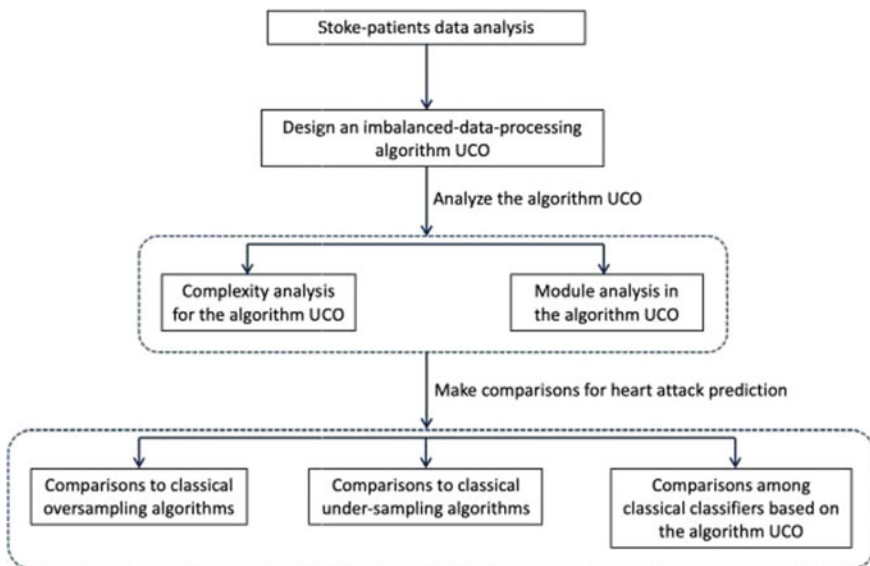 Stoke-patients data analysis
Design an imbalanced-data-processing
algorithm UCO
Analyze the algorithm UCO
Complexity analysis
for the algorithm UCO
Module analysis in
the algorithm UCO
Make comparisons for heart attack prediction
Comparisons to classical
oversampling algorithms
Comparisons to classical
under-sampling algorithms
Comparisons among
classical classifiers based on
the algorithm UCO